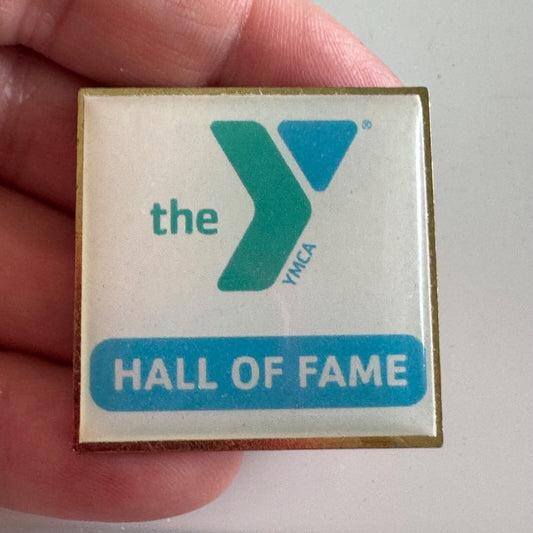 the Y®
YMCA
HALL OF FAME